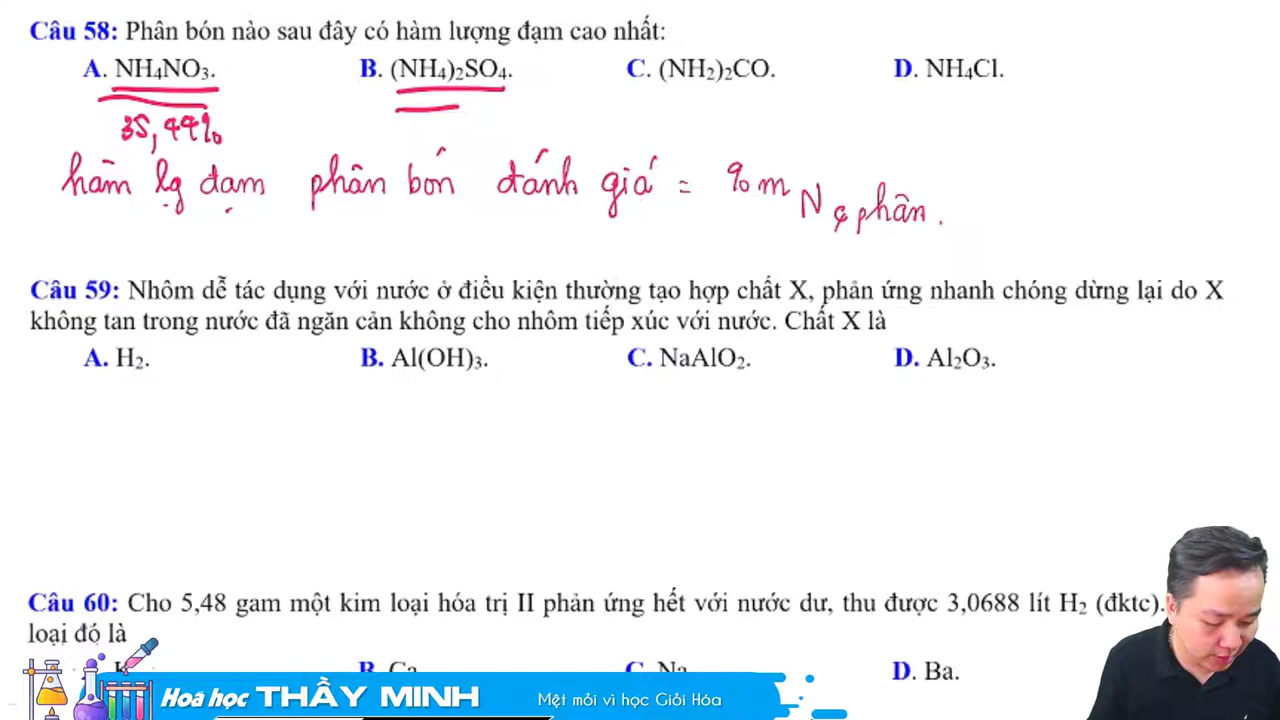 Câu 58: Phân bón nào sau đây có hàm lượng đạm cao nhất:
A. NH₄NO₃. B. (NH₄)₂SO₄. C. (NH₂)₂CO. D. NH₄Cl.
35,44%
hàm lg đạm phân bón đánh giá = %m N ¢ phân.
Câu 59: Nhôm dễ tác dụng với nước ở điều kiện thường tạo hợp chất X, phản ứng nhanh chóng dừng lại do X
không tan trong nước đã ngăn cản không cho nhôm tiếp xúc với nước. Chất X là
A. H₂. B. Al(OH)₃. C. NaAlO₂. D. Al₂O₃.
Câu 60: Cho 5,48 gam một kim loại hóa trị II phản ứng hết với nước dư, thu được 3,0688 lít H₂ (đktc).
loại đó là
B. Ca C. Na D. Ba.
Hoá học THẦY MINH Mệt mỏi vì học Giỏi Hóa